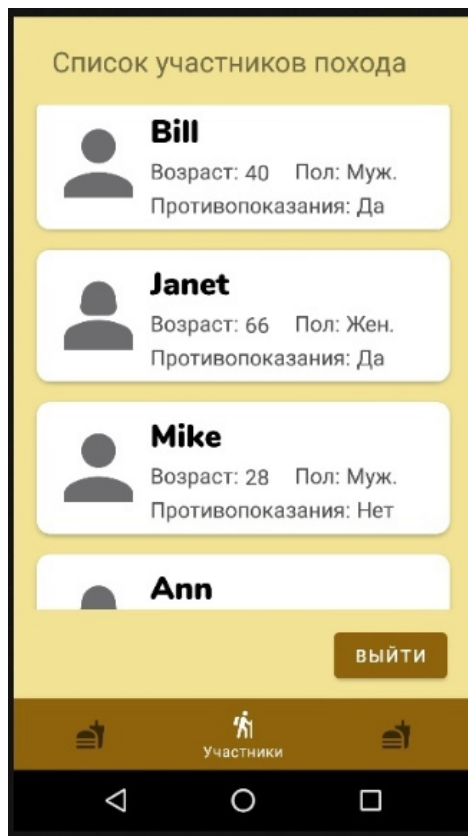 Список участников похода
Bill
Возраст: 40 Пол: Муж.
Противопоказания: Да
Janet
Возраст: 66 Пол: Жен.
Противопоказания: Да
Mike
Возраст: 28 Пол: Муж.
Противопоказания: Нет
Ann
ВЫЙТИ
Участники